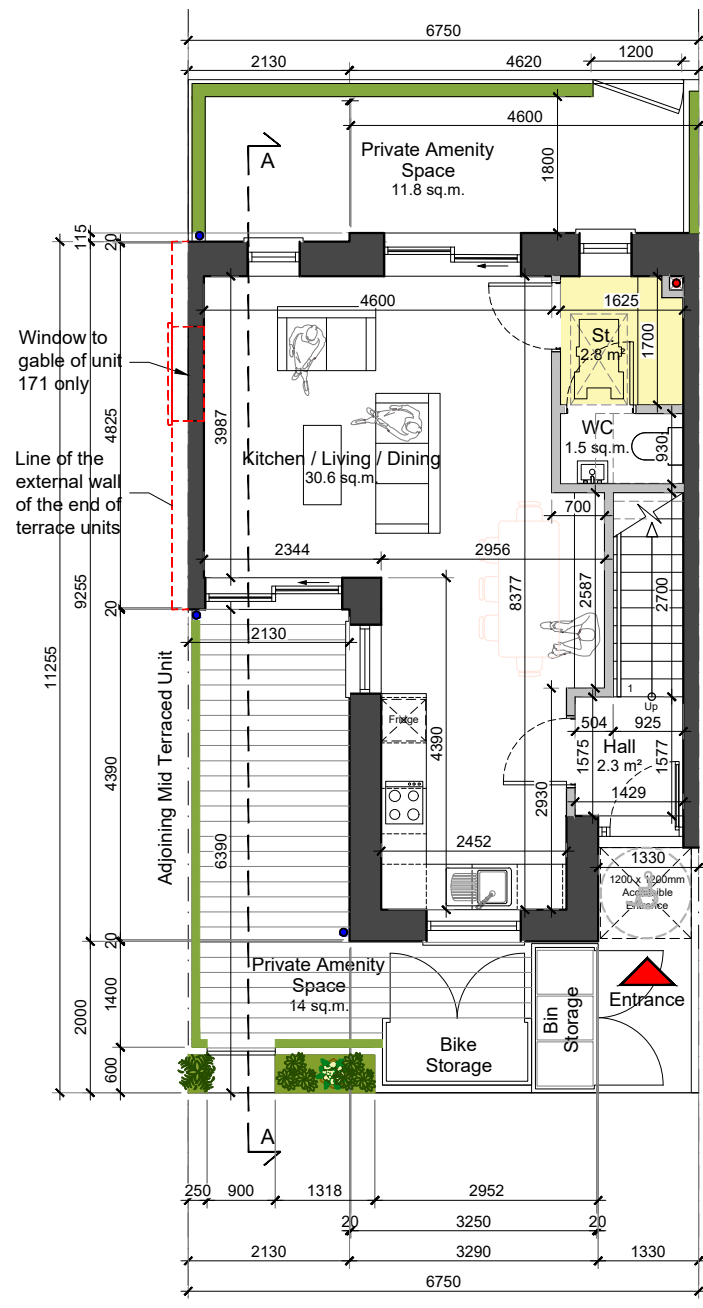 6750
2130
4620
1200
4600
A
Private Amenity
Space
11.8 sq.m.
1800
115
20
4600
1625
Window to
gable of unit
171 only
St.
2.8 m²
1700
4825
3987
WC
1.5 sq.m.
930
Line of the
external wall
of the end of
terrace units
Kitchen / Living / Dining
30.6 sq.m.
700
2344
2956
9255
8377
2587
2700
20
11255
2130
1
Up
Adjoining Mid Terraced Unit
Fridge
504
925
Hall
2.3 m²
1575
1577
4390
4390
2930
1429
6390
2452
1330
1200 x 1200mm
Accessible
Entrance
20
Private Amenity
Space
14 sq.m.
2000
1400
Entrance
Bike
Storage
Bin
Storage
600
A
250
900
1318
2952
20
3250
20
2130
3290
1330
6750